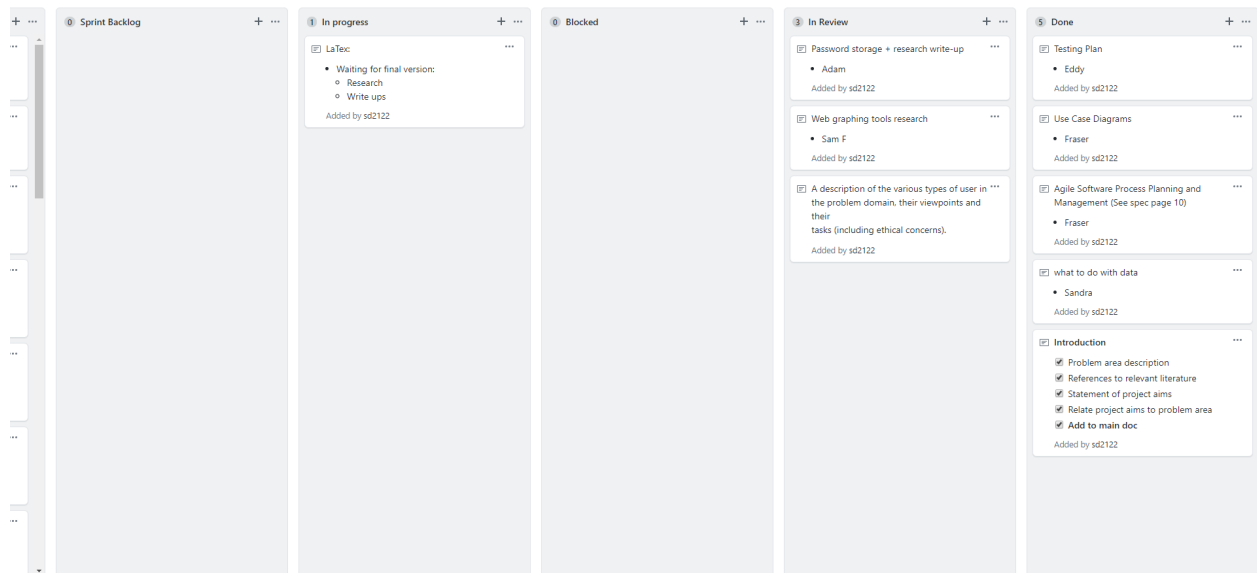 0 Sprint Backlog
1 In progress
LaTex:
Waiting for final version:
Research
Write ups
Added by sd2122
0 Blocked
3 In Review
Password storage + research write-up
Adam
Added by sd2122
Web graphing tools research
Sam F
Added by sd2122
A description of the various types of user in
the problem domain, their viewpoints and
their
tasks (including ethical concerns).
Added by sd2122
5 Done
Testing Plan
Eddy
Added by sd2122
Use Case Diagrams
Fraser
Added by sd2122
Agile Software Process Planning and
Management (See spec page 10)
Fraser
Added by sd2122
what to do with data
Sandra
Added by sd2122
Introduction
Problem area description
References to relevant literature
Statement of project aims
Relate project aims to problem area
Add to main doc
Added by sd2122